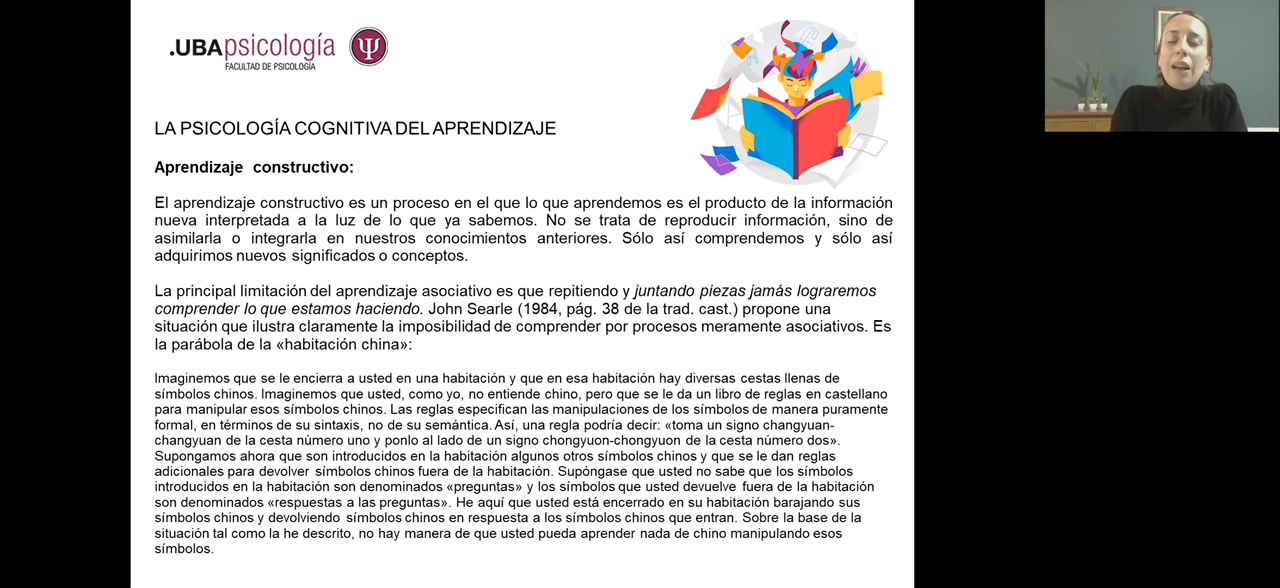 .UBApsicología
FACULTAD DE PSICOLOGÍA
LA PSICOLOGÍA COGNITIVA DEL APRENDIZAJE
Aprendizaje constructivo:
El aprendizaje constructivo es un proceso en el que lo que aprendemos es el producto de la información
nueva interpretada a la luz de lo que ya sabemos. No se trata de reproducir información, sino de
asimilarla o integrarla en nuestros conocimientos anteriores. Sólo así comprendemos y sólo así
adquirimos nuevos significados o conceptos.
La principal limitación del aprendizaje asociativo es que repitiendo y juntando piezas jamás lograremos
comprender lo que estamos haciendo. John Searle (1984, pág. 38 de la trad. cast.) propone una
situación que ilustra claramente la imposibilidad de comprender por procesos meramente asociativos. Es
la parábola de la «habitación china»:
Imaginemos que se le encierra a usted en una habitación y que en esa habitación hay diversas cestas llenas de
símbolos chinos. Imaginemos que usted, como yo, no entiende chino, pero que se le da un libro de reglas en castellano
para manipular esos símbolos chinos. Las reglas especifican las manipulaciones de los símbolos de manera puramente
formal, en términos de su sintaxis, no de su semántica. Así, una regla podría decir: «toma un signo changyuan-
changyuan de la cesta número uno y ponlo al lado de un signo chongyuon-chongyuon de la cesta número dos».
Supongamos ahora que son introducidos en la habitación algunos otros símbolos chinos y que se le dan reglas
adicionales para devolver símbolos chinos fuera de la habitación. Supóngase que usted no sabe que los símbolos
introducidos en la habitación son denominados «preguntas» y los símbolos que usted devuelve fuera de la habitación
son denominados «respuestas a las preguntas». He aquí que usted está encerrado en su habitación barajando sus
símbolos chinos y devolviendo símbolos chinos en respuesta a los símbolos chinos que entran. Sobre la base de la
situación tal como la he descrito, no hay manera de que usted pueda aprender nada de chino manipulando esos
símbolos.